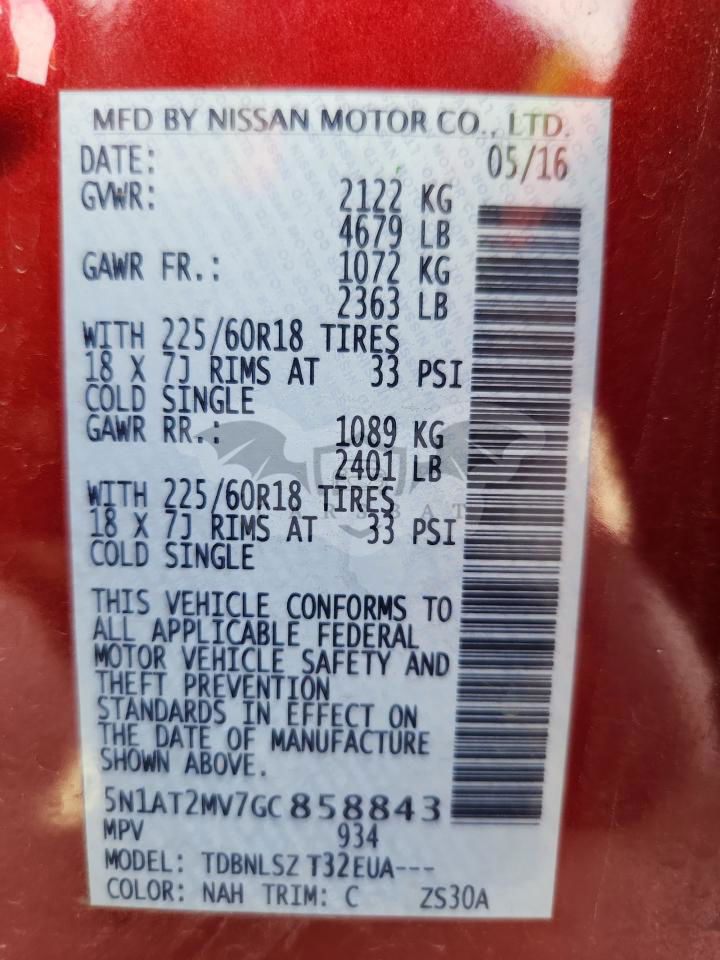 MFD BY NISSAN MOTOR CO., LTD.
DATE: 05/16
GVWR: 2122 KG
4679 LB
GAWR FR.: 1072 KG
2363 LB
WITH 225/60R18 TIRES
18 X 7J RIMS AT 33 PSI
COLD SINGLE
GAWR RR.: 1089 KG
2401 LB
WITH 225/60R18 TIRES
18 X 7J RIMS AT 33 PSI
COLD SINGLE
THIS VEHICLE CONFORMS TO
ALL APPLICABLE FEDERAL
MOTOR VEHICLE SAFETY AND
THEFT PREVENTION
STANDARDS IN EFFECT ON
THE DATE OF MANUFACTURE
SHOWN ABOVE.
5N1AT2MV7GC858843
MPV 934
MODEL: TDBNLSZ T32EUA---
COLOR: NAH TRIM: C ZS30A